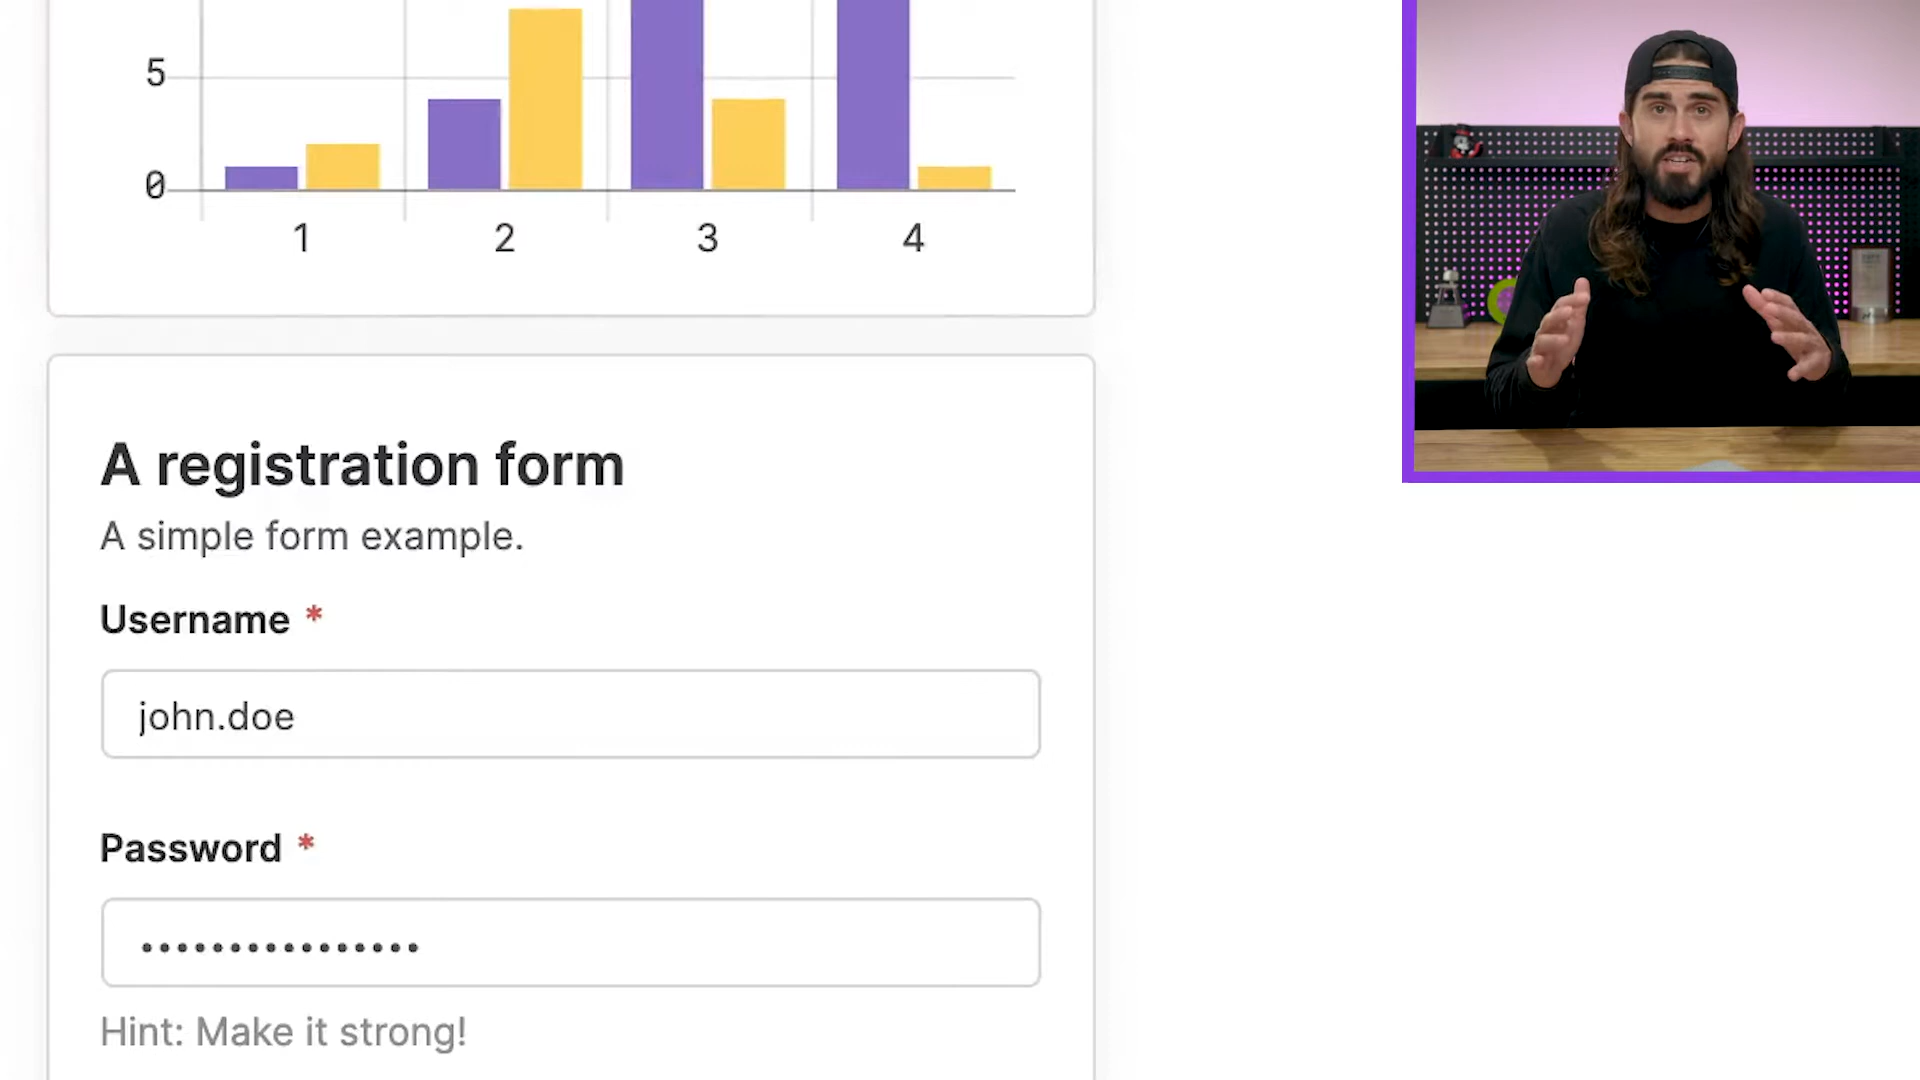 5
0
1 2 3 4
A registration form
A simple form example.
Username *
john.doe
Password *
••••••••••••••••
Hint: Make it strong!